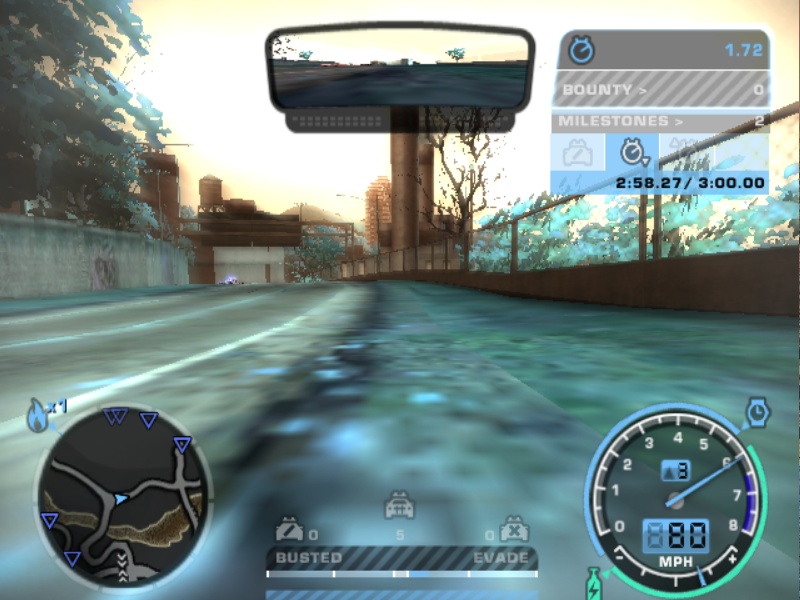 1.72
BOUNTY > 0
MILESTONES > 2
2:58.27/ 3:00.00
x1
0 1 2 3 4 5 6 7 8
3
80
MPH
0 5 0
BUSTED EVADE